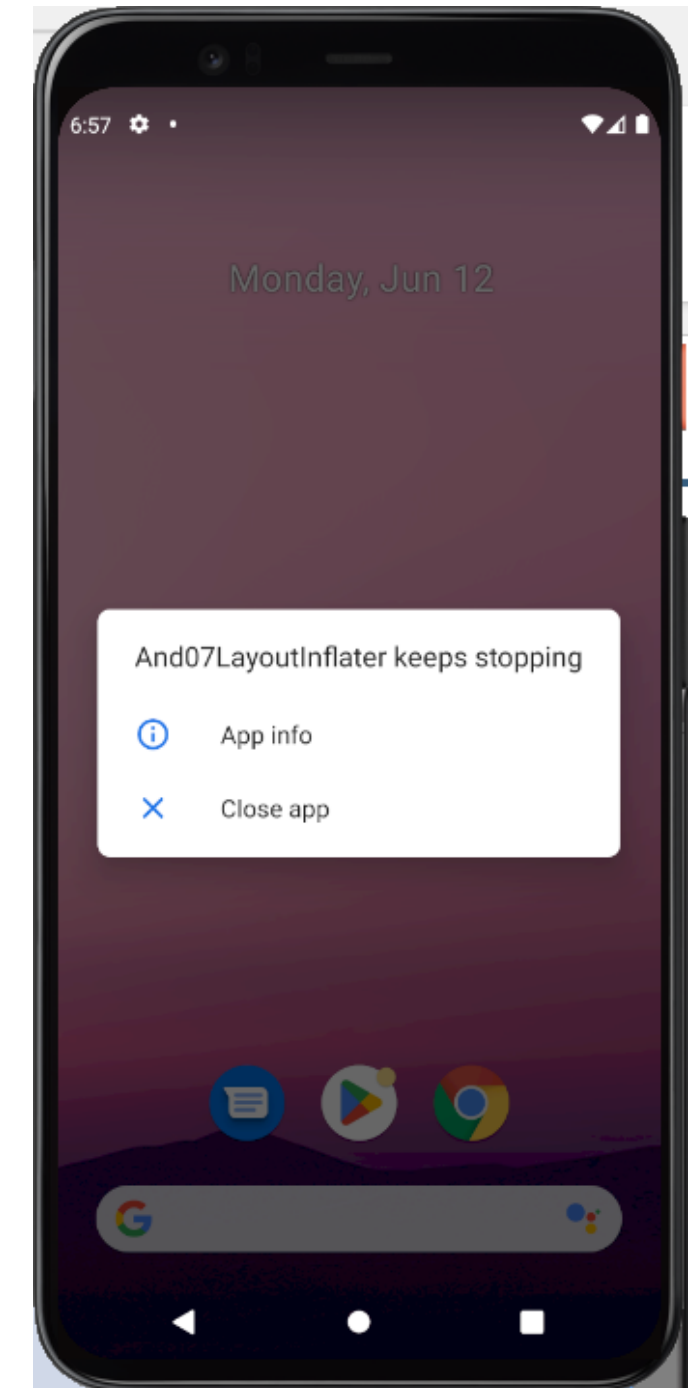 6:57
Monday, Jun 12
And07LayoutInflater keeps stopping
App info
Close app